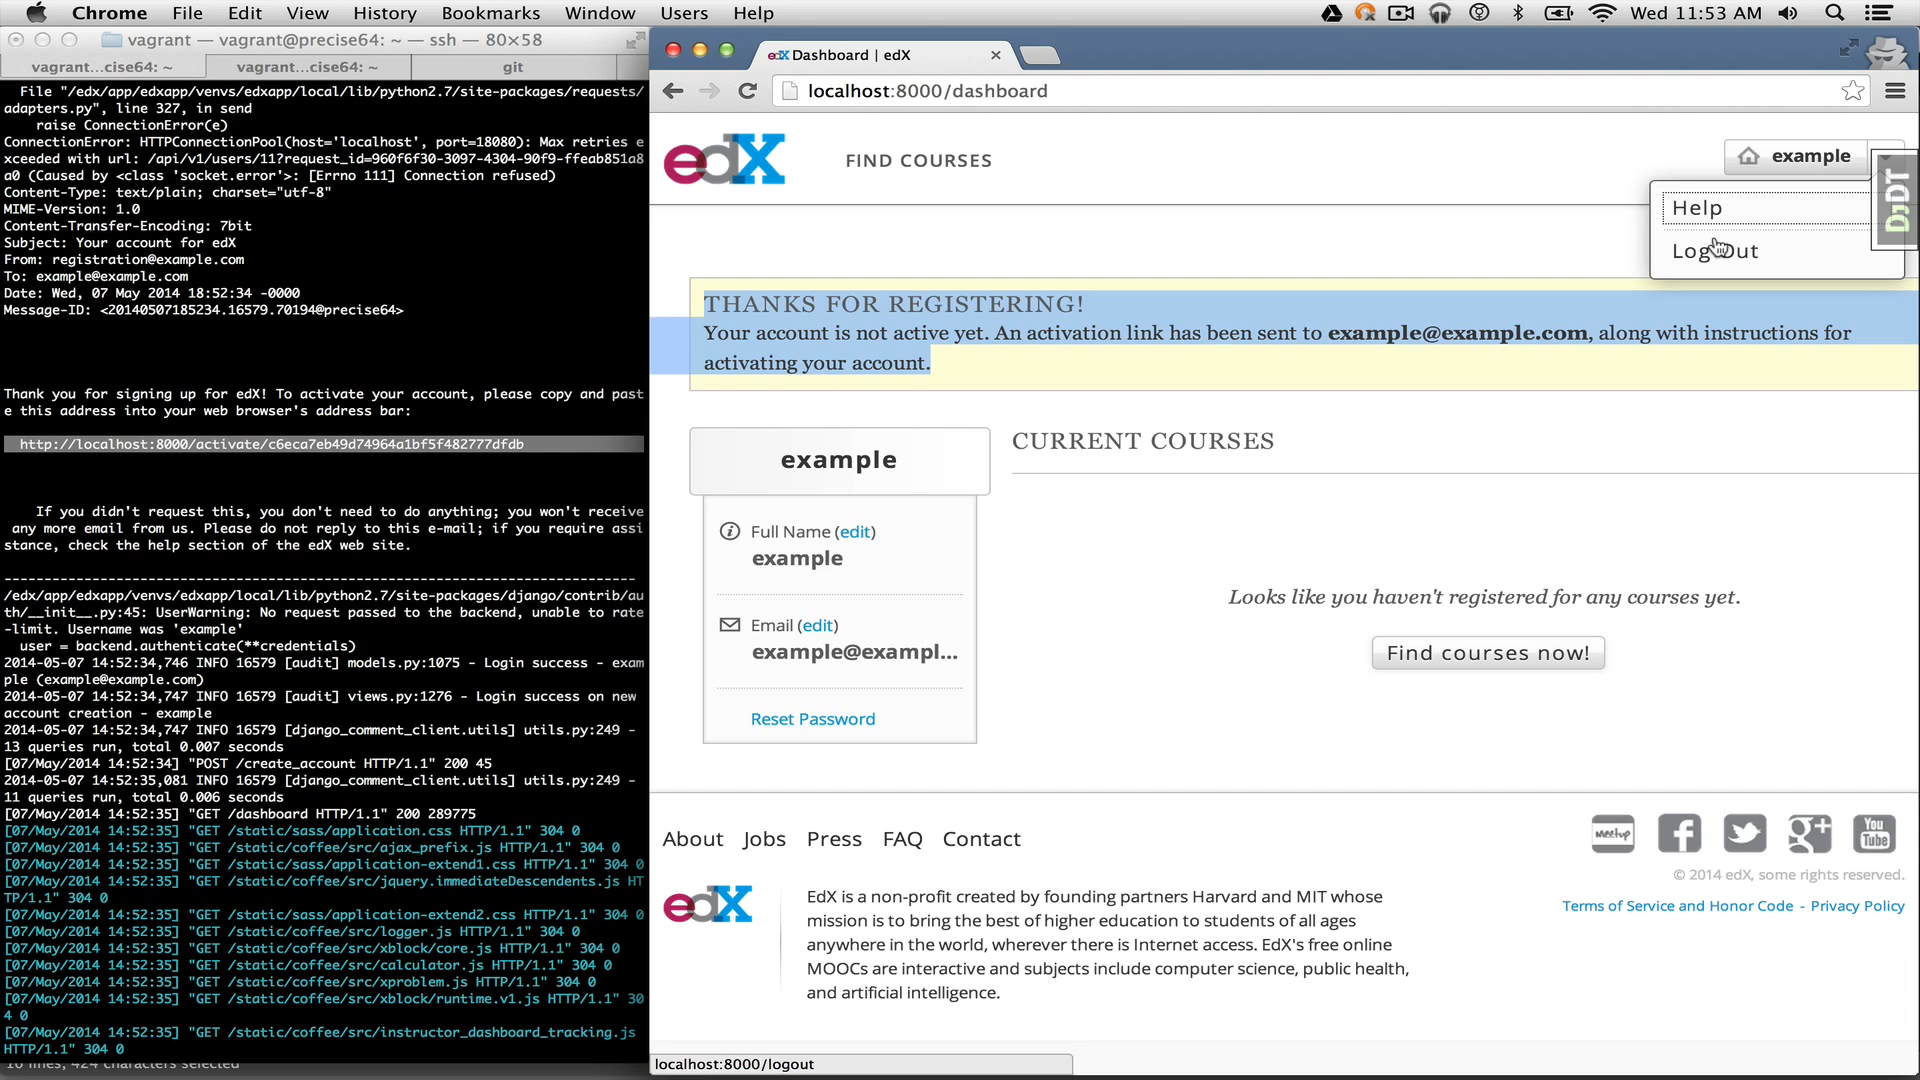 Chrome File Edit View History Bookmarks Window Users Help Wed 11:53 AM
vagrant — vagrant@precise64: ~ — ssh — 80×58
vagrant...cise64: ~ vagrant...cise64: ~ git
File "/edx/app/edxapp/venvs/edxapp/local/lib/python2.7/site-packages/requests/
adapters.py", line 327, in send
raise ConnectionError(e)
ConnectionError: HTTPConnectionPool(host='localhost', port=18080): Max retries e
xceeded with url: /api/v1/users/11?request_id=960f6f30-3097-4304-90f9-ffeab851a8
a0 (Caused by <class 'socket.error'>: [Errno 111] Connection refused)
Content-Type: text/plain; charset="utf-8"
MIME-Version: 1.0
Content-Transfer-Encoding: 7bit
Subject: Your account for edX
From: registration@example.com
To: example@example.com
Date: Wed, 07 May 2014 18:52:34 -0000
Message-ID: <20140507185234.16579.70194@precise64>
Thank you for signing up for edX! To activate your account, please copy and past
e this address into your web browser's address bar:
http://localhost:8000/activate/c6eca7eb49d74964a1bf5f482777dfdb
If you didn't request this, you don't need to do anything; you won't receive
any more email from us. Please do not reply to this e-mail; if you require assi
stance, check the help section of the edX web site.
--------------------------------------------------------------------------------
/edx/app/edxapp/venvs/edxapp/local/lib/python2.7/site-packages/django/contrib/au
th/__init__.py:45: UserWarning: No request passed to the backend, unable to rate
-limit. Username was 'example'
user = backend.authenticate(**credentials)
2014-05-07 14:52:34,746 INFO 16579 [audit] models.py:1075 - Login success - exam
ple (example@example.com)
2014-05-07 14:52:34,747 INFO 16579 [audit] views.py:1276 - Login success on new
account creation - example
2014-05-07 14:52:34,747 INFO 16579 [django_comment_client.utils] utils.py:249 -
13 queries run, total 0.007 seconds
[07/May/2014 14:52:34] "POST /create_account HTTP/1.1" 200 45
2014-05-07 14:52:35,081 INFO 16579 [django_comment_client.utils] utils.py:249 -
11 queries run, total 0.006 seconds
[07/May/2014 14:52:35] "GET /dashboard HTTP/1.1" 200 289775
[07/May/2014 14:52:35] "GET /static/sass/application.css HTTP/1.1" 304 0
[07/May/2014 14:52:35] "GET /static/coffee/src/ajax_prefix.js HTTP/1.1" 304 0
[07/May/2014 14:52:35] "GET /static/sass/application-extend1.css HTTP/1.1" 304 0
[07/May/2014 14:52:35] "GET /static/coffee/src/jquery.immediateDescendents.js HT
TP/1.1" 304 0
[07/May/2014 14:52:35] "GET /static/sass/application-extend2.css HTTP/1.1" 304 0
[07/May/2014 14:52:35] "GET /static/coffee/src/logger.js HTTP/1.1" 304 0
[07/May/2014 14:52:35] "GET /static/coffee/src/xblock/core.js HTTP/1.1" 304 0
[07/May/2014 14:52:35] "GET /static/coffee/src/calculator.js HTTP/1.1" 304 0
[07/May/2014 14:52:35] "GET /static/coffee/src/xproblem.js HTTP/1.1" 304 0
[07/May/2014 14:52:35] "GET /static/coffee/src/xblock/runtime.v1.js HTTP/1.1" 30
4 0
[07/May/2014 14:52:35] "GET /static/coffee/src/instructor_dashboard_tracking.js
HTTP/1.1" 304 0
10 lines, 424 characters selected
edX Dashboard | edX
localhost:8000/dashboard
edX FIND COURSES example
Help
Log Out
DJDT
THANKS FOR REGISTERING!
Your account is not active yet. An activation link has been sent to example@example.com, along with instructions for
activating your account.
example
Full Name (edit)
example
Email (edit)
example@exampl...
Reset Password
CURRENT COURSES
Looks like you haven't registered for any courses yet.
Find courses now!
About Jobs Press FAQ Contact
Meetup f g+ You Tube
© 2014 edX, some rights reserved.
Terms of Service and Honor Code - Privacy Policy
edX
EdX is a non-profit created by founding partners Harvard and MIT whose
mission is to bring the best of higher education to students of all ages
anywhere in the world, wherever there is Internet access. EdX's free online
MOOCs are interactive and subjects include computer science, public health,
and artificial intelligence.
localhost:8000/logout